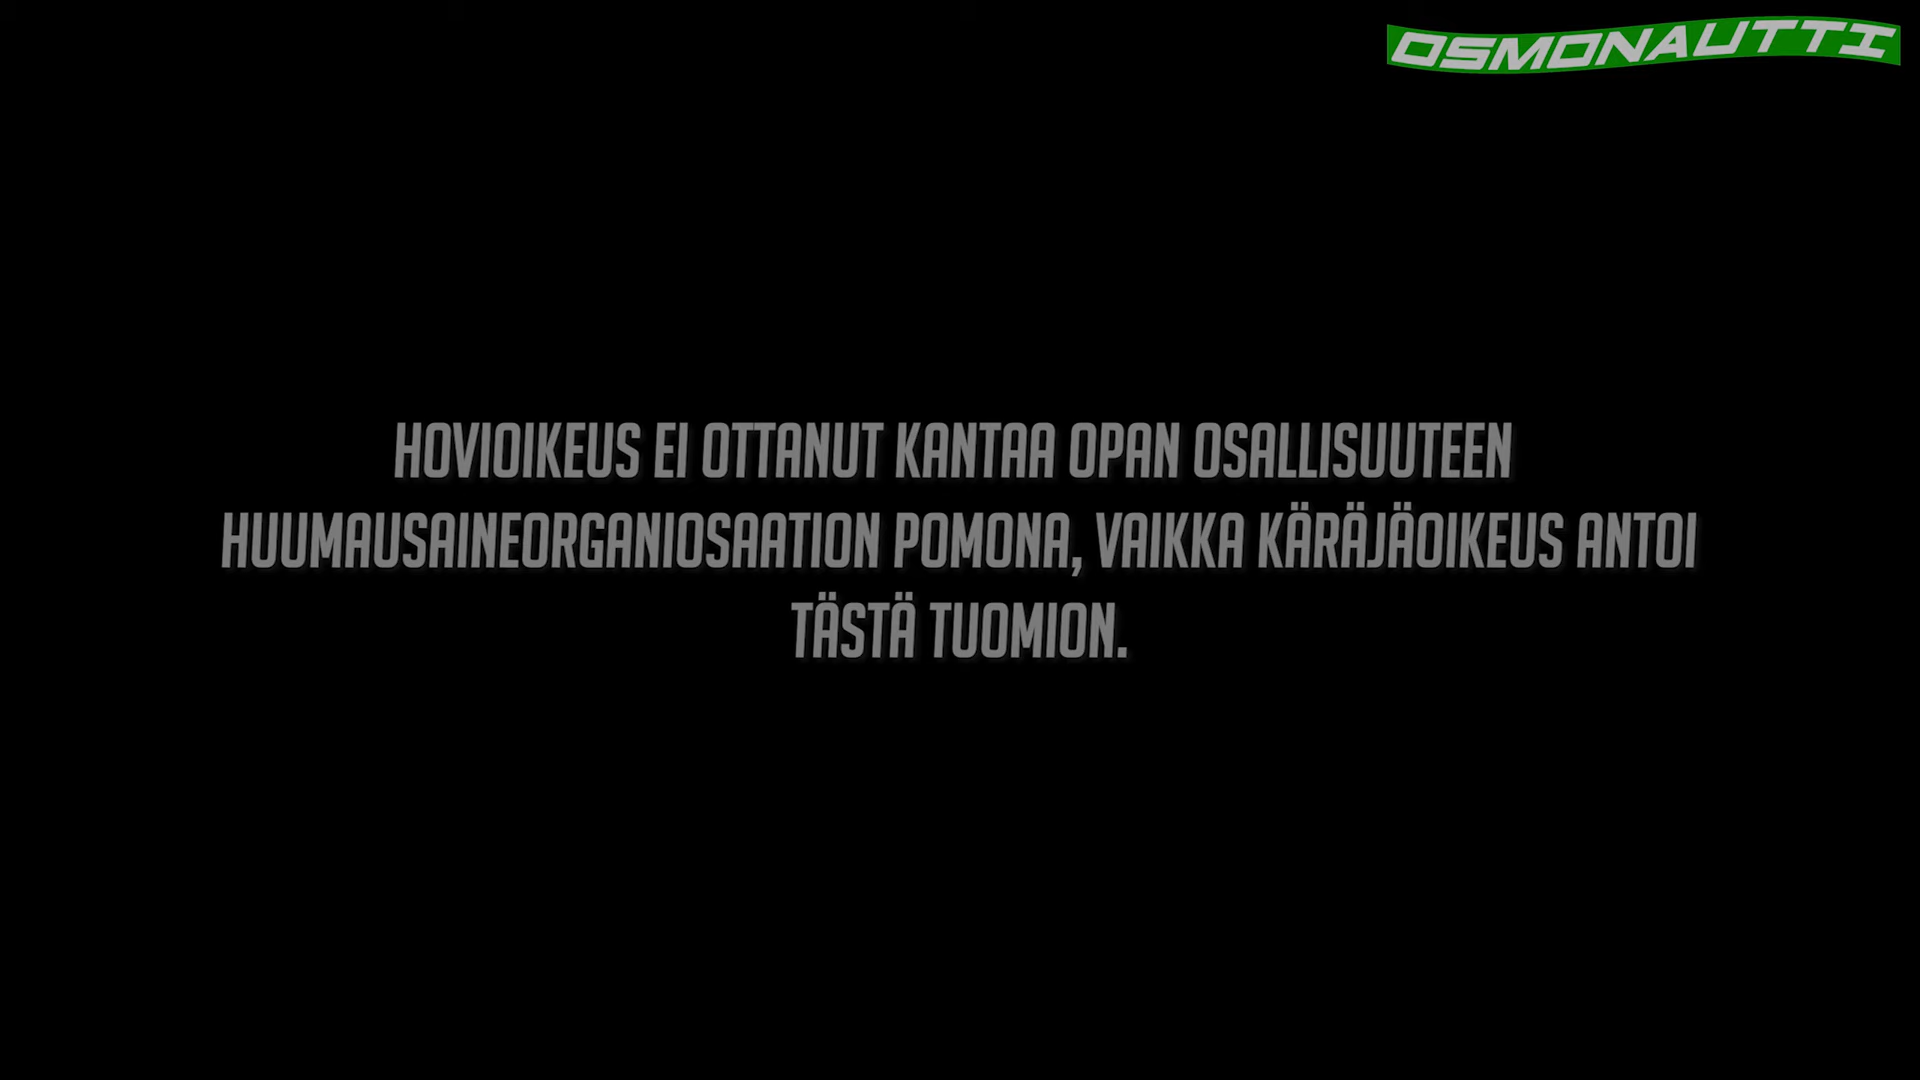 OSMONAUTTI
HOVIOIKEUS EI OTTANUT KANTAA OPAN OSALLISUUTEEN
HUUMAUSAINEORGANIOSAATION POMONA, VAIKKA KÄRÄJÄOIKEUS ANTOI
TÄSTÄ TUOMION.